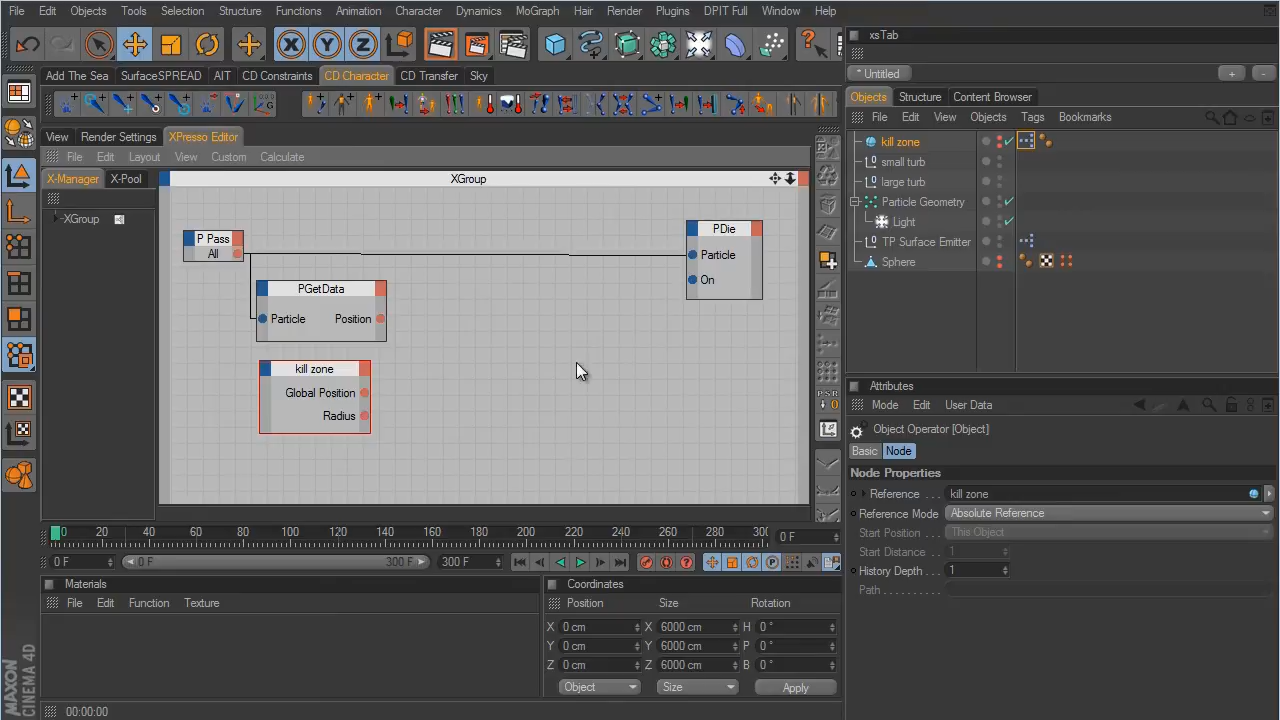 File Edit Objects Tools Selection Structure Functions Animation Character Dynamics MoGraph Hair Render Plugins DPIT Full Window Help
xsTab
Add The Sea SurfaceSPREAD AIT CD Constraints CD Character CD Transfer Sky
Untitled + -
Objects Structure Content Browser
File Edit View Objects Tags Bookmarks
View Render Settings XPresso Editor
File Edit Layout View Custom Calculate
X-Manager X-Pool
XGroup
XGroup
P Pass
All
PGetData
Particle Position
kill zone
Global Position
Radius
PDie
Particle
On
kill zone
small turb
large turb
Particle Geometry
Light
TP Surface Emitter
Sphere
PSR
0
Attributes
Mode Edit User Data
Object Operator [Object]
Basic Node
Node Properties
Reference . . . kill zone
Reference Mode Absolute Reference
Start Position . . This Object
Start Distance . . 1
History Depth . . 1
Path . . . . . . . . . .
0 20 40 60 80 100 120 140 160 180 200 220 240 260 280 300 0 F
0 F 0 F 300 F 300 F
Materials
File Edit Function Texture
Coordinates
Position Size Rotation
X 0 cm X 6000 cm H 0 °
Y 0 cm Y 6000 cm P 0 °
Z 0 cm Z 6000 cm B 0 °
Object Size Apply
MAXON
CINEMA 4D
00:00:00